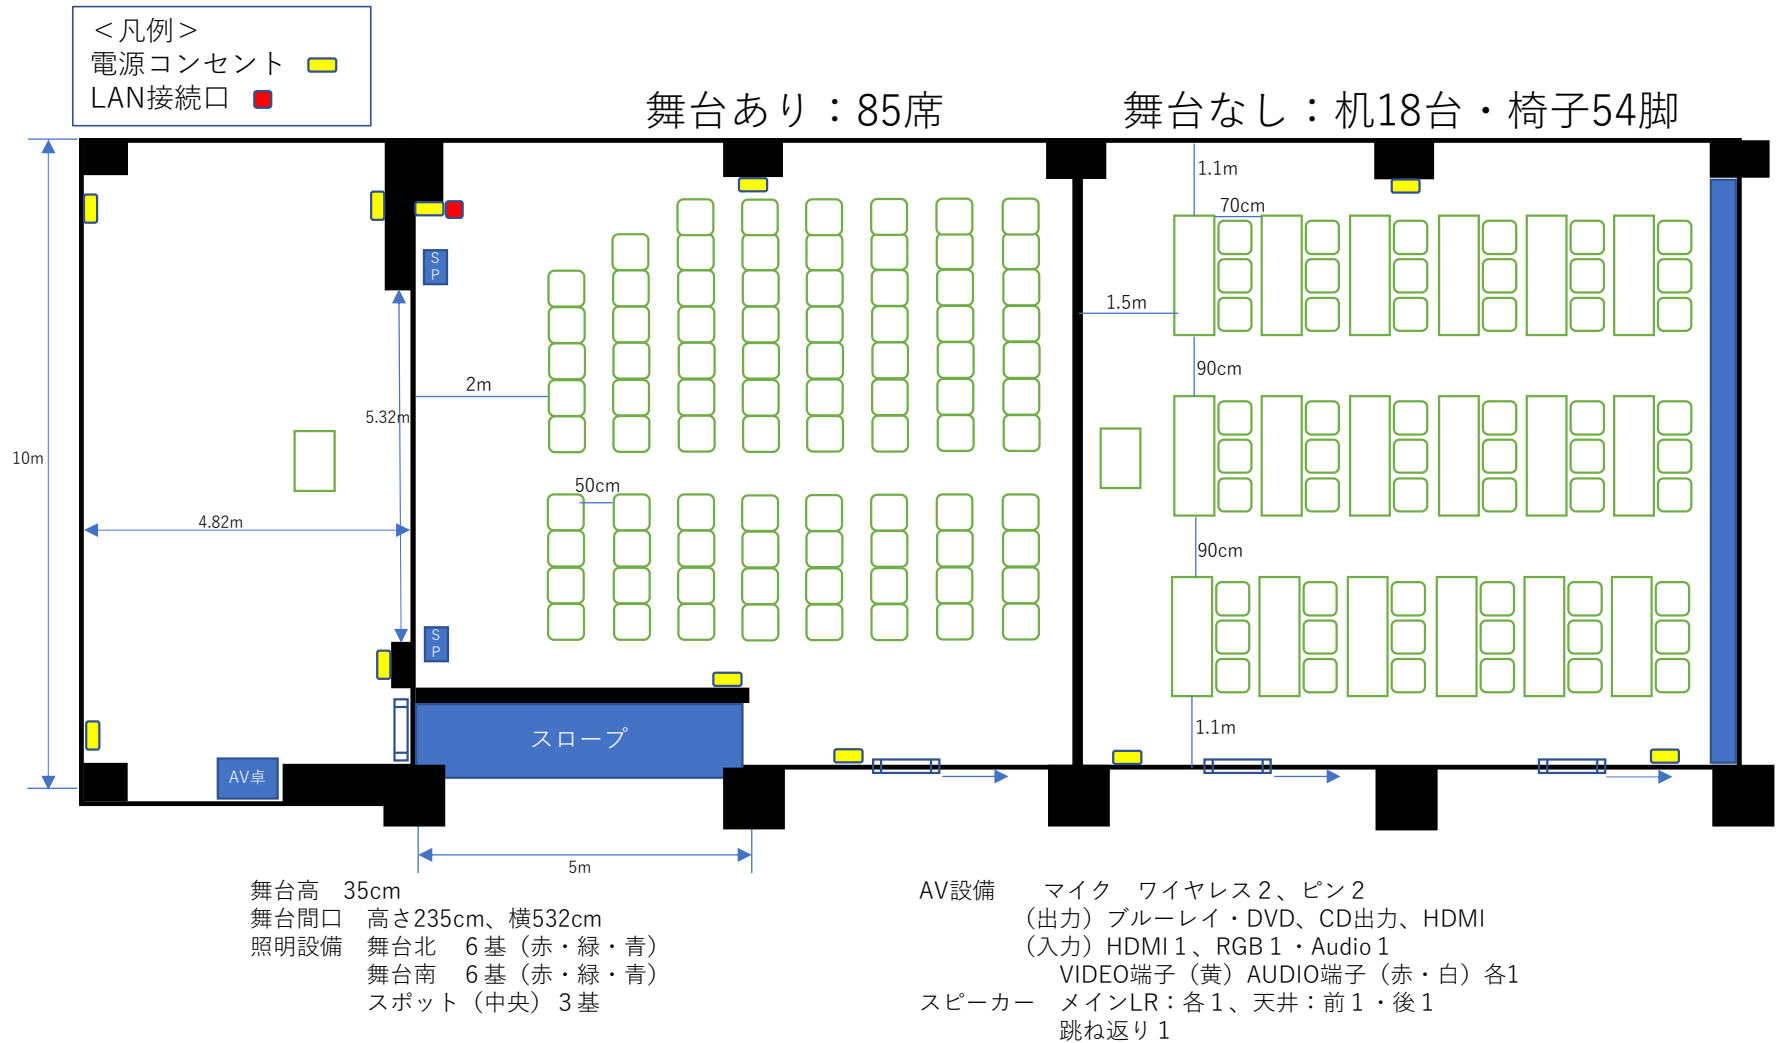 ＜凡例＞
電源コンセント
LAN接続口
舞台あり：85席
舞台なし：机18台・椅子54脚
1.1m
70cm
SP
1.5m
2m
90cm
5.32m
10m
50cm
4.82m
90cm
SP
スロープ
1.1m
AV卓
5m
舞台高　35cm
舞台間口　高さ235cm、横532cm
照明設備　舞台北　６基（赤・緑・青）
舞台南　６基（赤・緑・青）
スポット（中央）３基
AV設備　　マイク　ワイヤレス２、ピン２
（出力）ブルーレイ・DVD、CD出力、HDMI
（入力）HDMI１、RGB１・Audio１
VIDEO端子（黄）AUDIO端子（赤・白）各1
スピーカー　メインLR：各１、天井：前１・後１
跳ね返り１